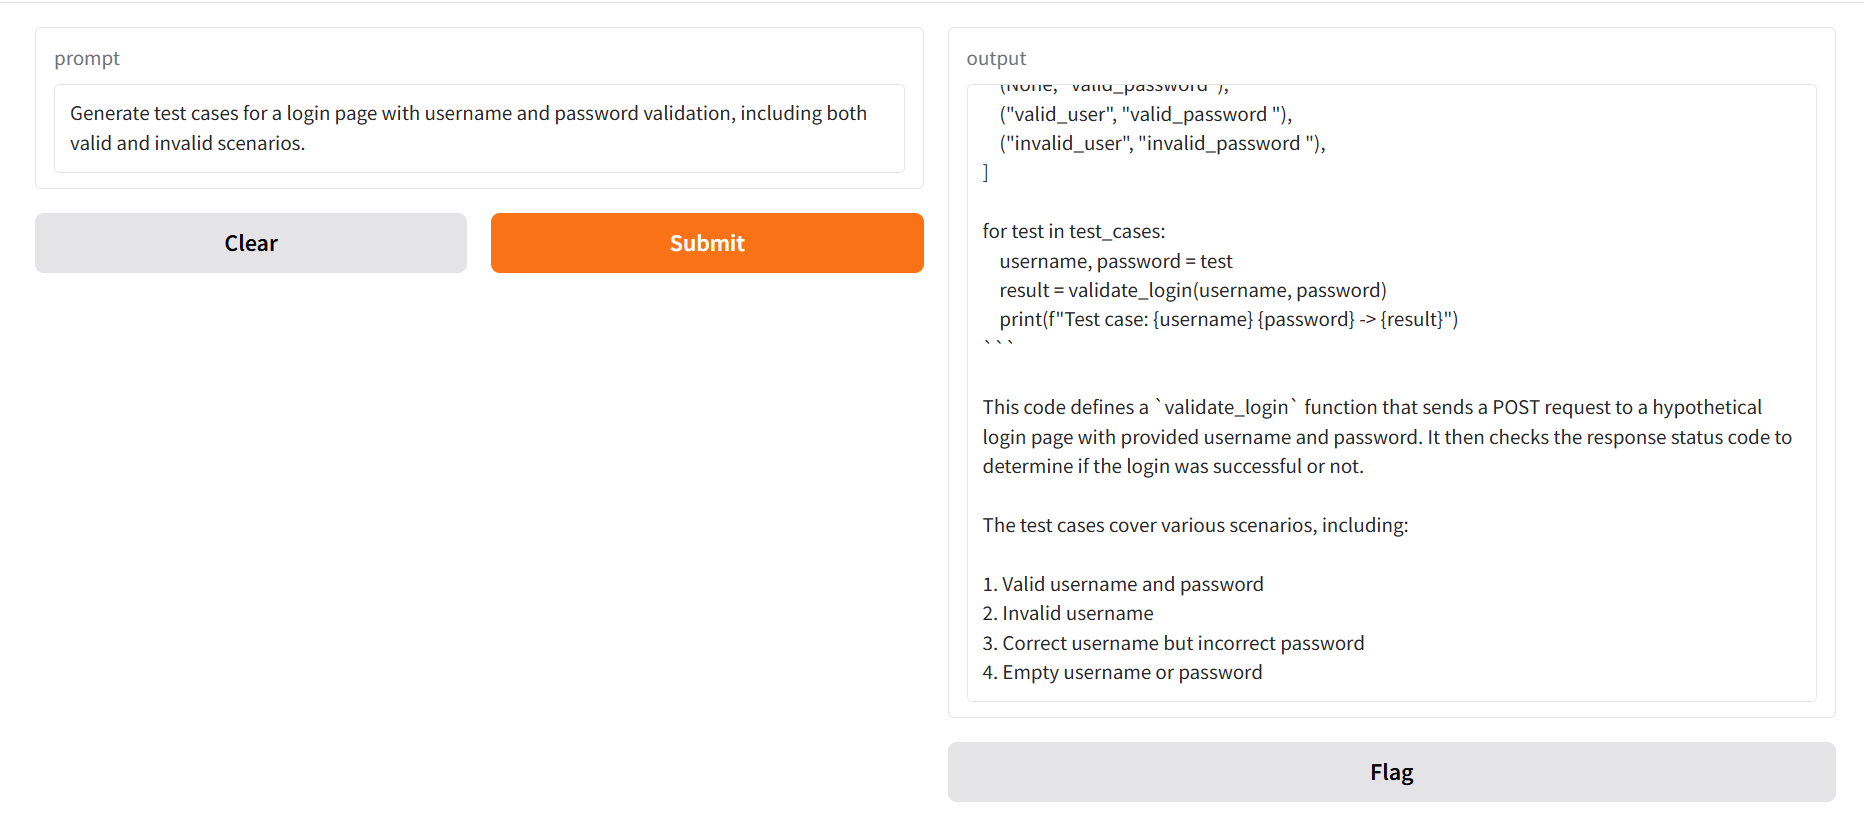 prompt
Generate test cases for a login page with username and password validation, including both
valid and invalid scenarios.
Clear
Submit
output
(None, "valid_password "),
("valid_user", "valid_password "),
("invalid_user", "invalid_password "),
]
for test in test_cases:
username, password = test
result = validate_login(username, password)
print(f"Test case: {username} {password} -> {result}")
```
This code defines a `validate_login` function that sends a POST request to a hypothetical
login page with provided username and password. It then checks the response status code to
determine if the login was successful or not.
The test cases cover various scenarios, including:
1. Valid username and password
2. Invalid username
3. Correct username but incorrect password
4. Empty username or password
Flag